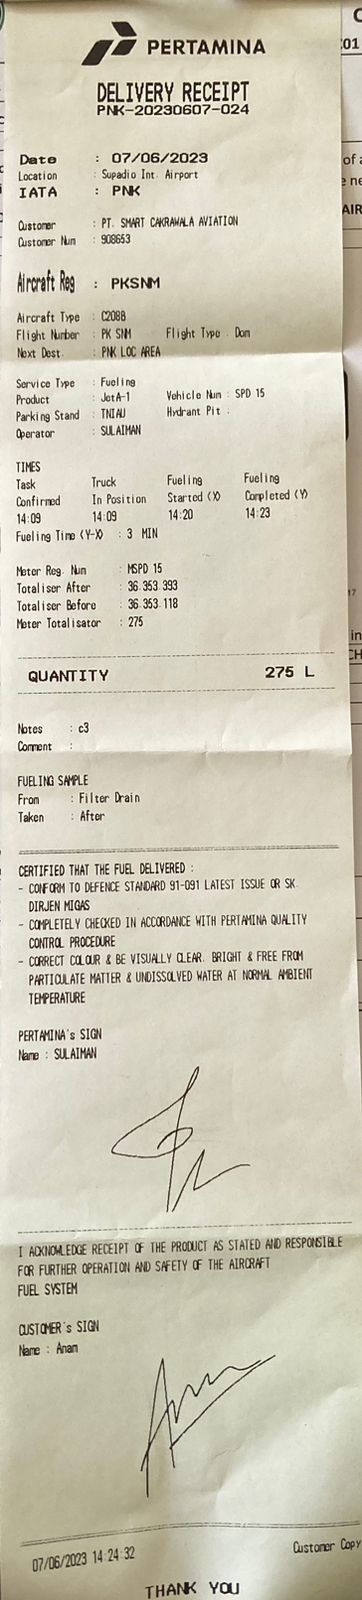 PERTAMINA
DELIVERY RECEIPT
PNK-20230607-024
Date : 07/06/2023
Location : Supadio Int. Airport
IATA : PNK
Customer : PT. SMART CAKRAWALA AVIATION
Customer Num : 908653
Aircraft Reg : PKSNM
Aircraft Type : C208B
Flight Number : PK SNM Flight Type : Dom
Next Dest. : PNK LOC AREA
Service Type : Fueling
Product : JetA-1 Vehicle Num : SPD 15
Parking Stand : TNIAU Hydrant Pit :
Operator : SULAIMAN
TIMES
Task Truck Fueling Fueling
Confirmed In Position Started (X) Completed (Y)
14:09 14:09 14:20 14:23
Fueling Time (Y-X) : 3 MIN
Meter Reg. Num : MSPD 15
Totaliser After : 36.353.393
Totaliser Before : 36.353.118
Meter Totalisator : 275
QUANTITY 275 L
Notes : c3
Comment :
FUELING SAMPLE
From : Filter Drain
Taken : After
CERTIFIED THAT THE FUEL DELIVERED :
- CONFORM TO DEFENCE STANDARD 91-091 LATEST ISSUE OR SK.
DIRJEN MIGAS
- COMPLETELY CHECKED IN ACCORDANCE WITH PERTAMINA QUALITY
CONTROL PROCEDURE
- CORRECT COLOUR & BE VISUALLY CLEAR, BRIGHT & FREE FROM
PARTICULATE MATTER & UNDISSOLVED WATER AT NORMAL AMBIENT
TEMPERATURE
PERTAMINA's SIGN
Name : SULAIMAN
I ACKNOWLEDGE RECEIPT OF THE PRODUCT AS STATED AND RESPONSIBLE
FOR FURTHER OPERATION AND SAFETY OF THE AIRCRAFT
FUEL SYSTEM
CUSTOMER's SIGN
Name : Anam
07/06/2023 14:24:32 Customer Copy
THANK YOU